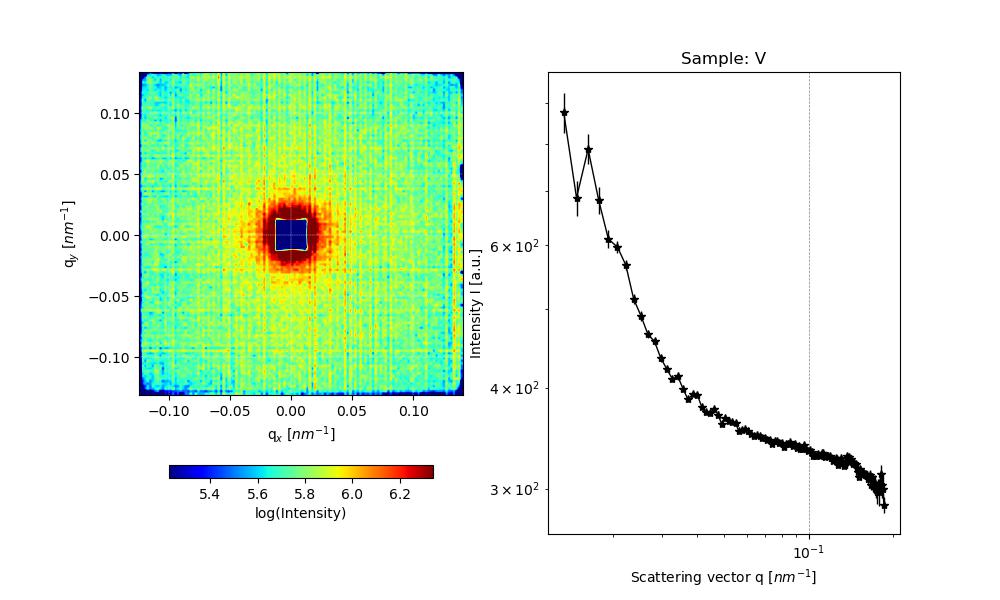 Sample: V
0.10
0.05
0.00
−0.05
−0.10
q_y [nm⁻¹]
−0.10 −0.05 0.00 0.05 0.10
q_x [nm⁻¹]
5.4 5.6 5.8 6.0 6.2
log(Intensity)
Intensity I [a.u.]
6 × 10²
4 × 10²
3 × 10²
10⁻¹
Scattering vector q [nm⁻¹]